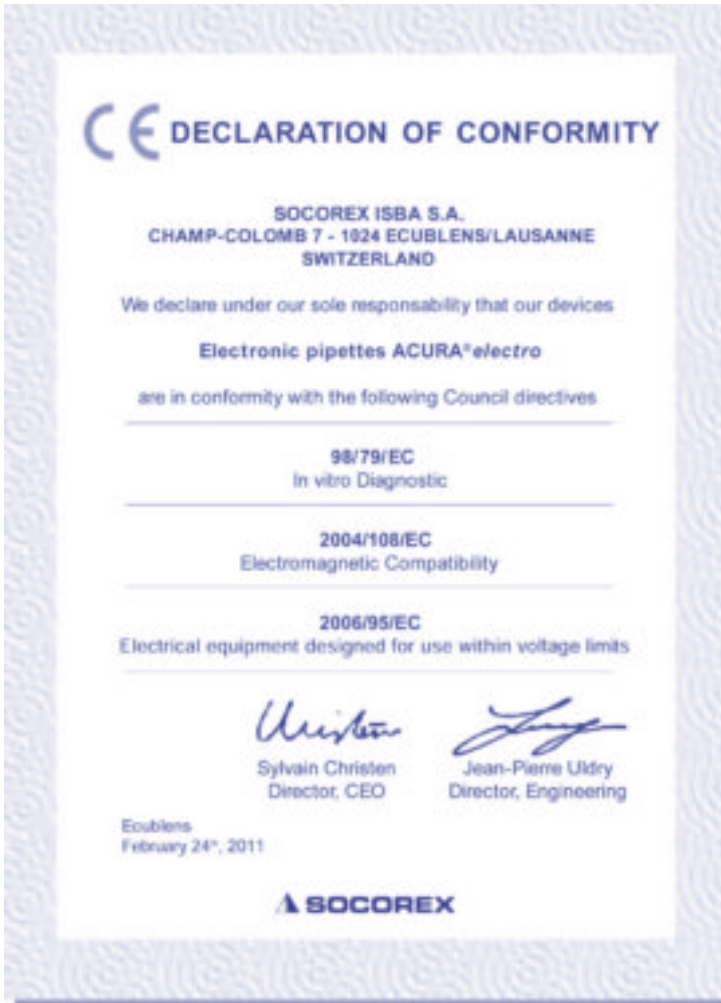 CE DECLARATION OF CONFORMITY
SOCOREX ISBA S.A.
CHAMP-COLOMB 7 - 1024 ECUBLENS/LAUSANNE
SWITZERLAND
We declare under our sole responsability that our devices
Electronic pipettes ACURA® electro
are in conformity with the following Council directives
98/79/EC
In vitro Diagnostic
2004/108/EC
Electromagnetic Compatibility
2006/95/EC
Electrical equipment designed for use within voltage limits
Sylvain Christen
Director, CEO
Jean-Pierre Uldry
Director, Engineering
Ecublens
February 24th, 2011
SOCOREX